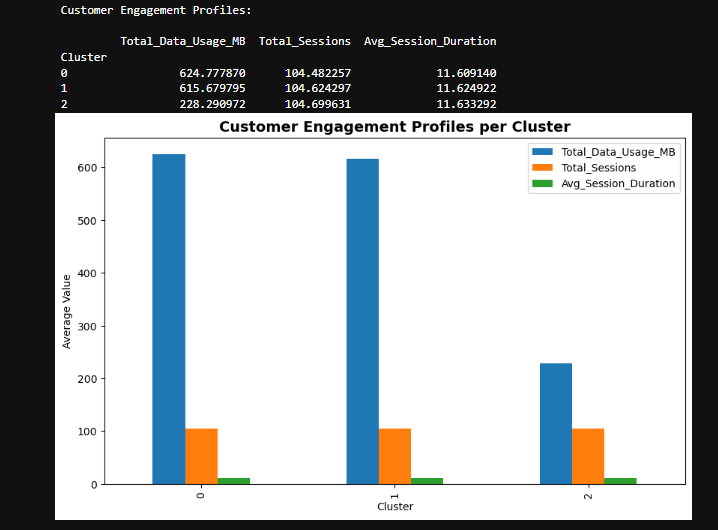 Customer Engagement Profiles:
Total_Data_Usage_MB Total_Sessions Avg_Session_Duration
Cluster
0 624.777870 104.482257 11.609140
1 615.679795 104.624297 11.624922
2 228.290972 104.699631 11.633292
Customer Engagement Profiles per Cluster
Total_Data_Usage_MB
Total_Sessions
Avg_Session_Duration
600
500
400
300
200
100
0
Average Value
0 1 2
Cluster